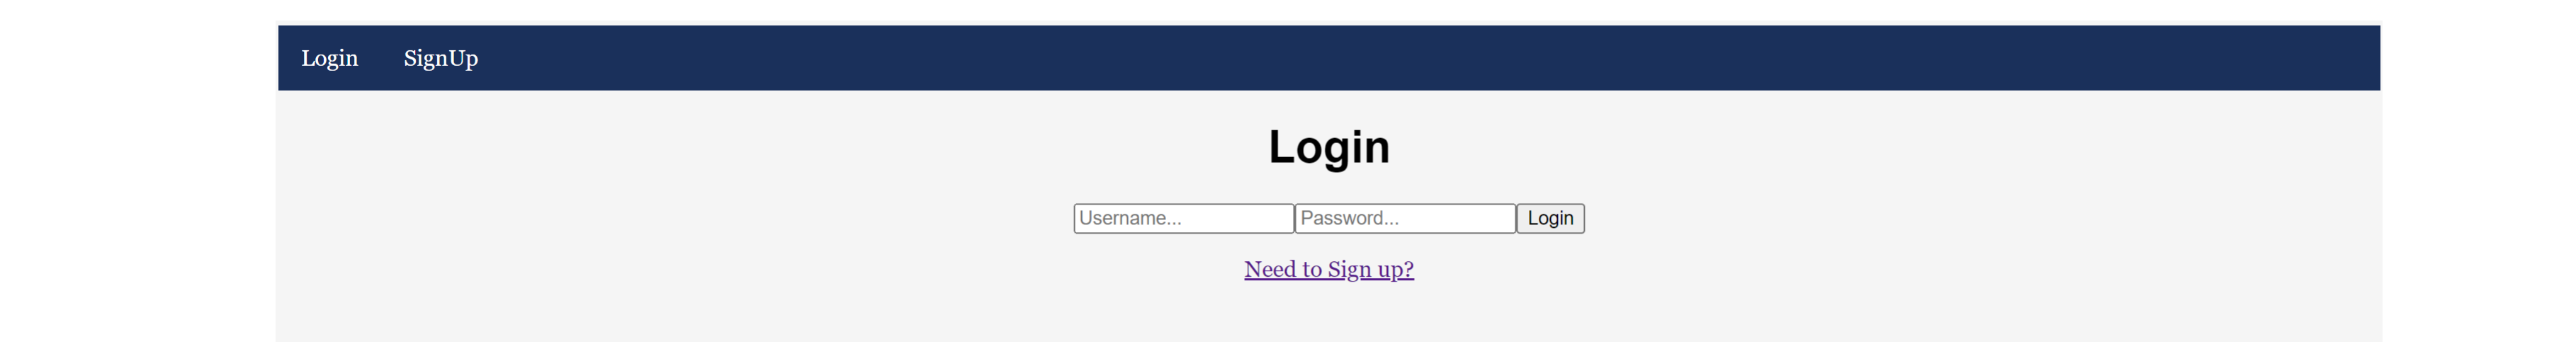 Login SignUp
Login
Username... Password... Login
Need to Sign up?